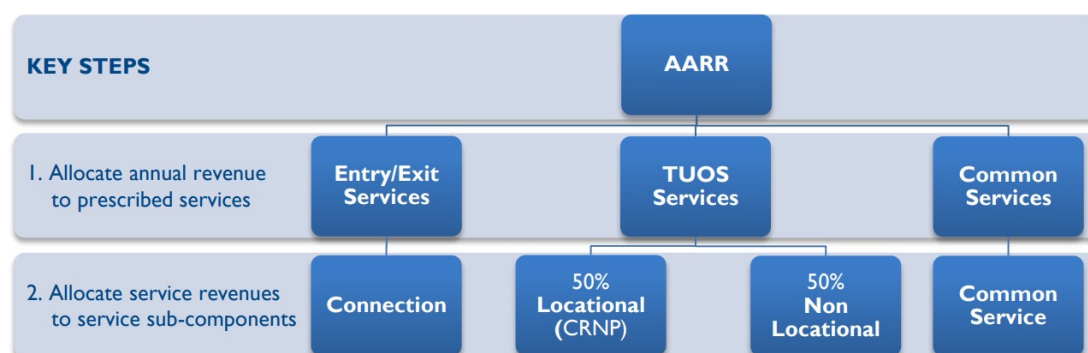 KEY STEPS
AARR
1. Allocate annual revenue
to prescribed services
Entry/Exit
Services
TUOS
Services
Common
Services
2. Allocate service revenues
to service sub-components
Connection
50%
Locational
(CRNP)
50%
Non
Locational
Common
Service